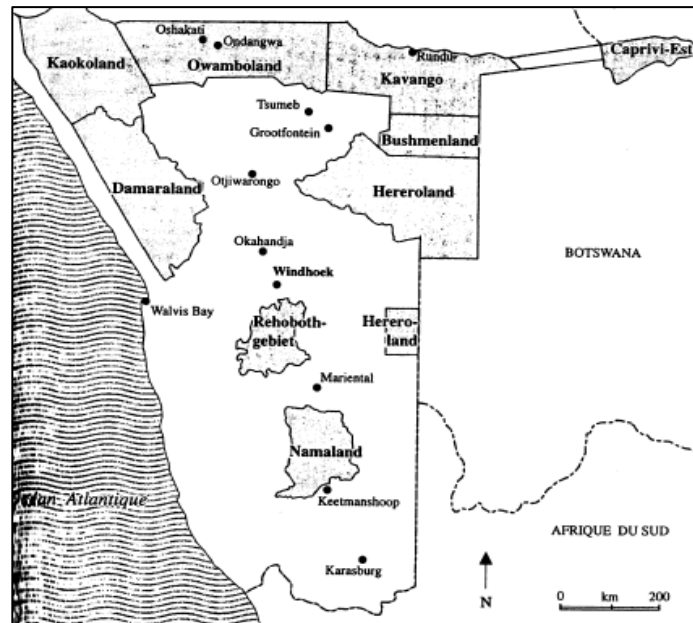 Oshakati
Ondangwa
Kaokoland
Owamboland
Rundu
Kavango
Caprivi-Est
Tsumeb
Grootfontein
Bushmenland
Damaraland
Otjiwarongo
Hereroland
Okahandja
BOTSWANA
Windhoek
Walvis Bay
Rehoboth-
gebiet
Herero-
land
Mariental
Namaland
Atlantique
Keetmanshoop
AFRIQUE DU SUD
Karasburg
N
0 km 200